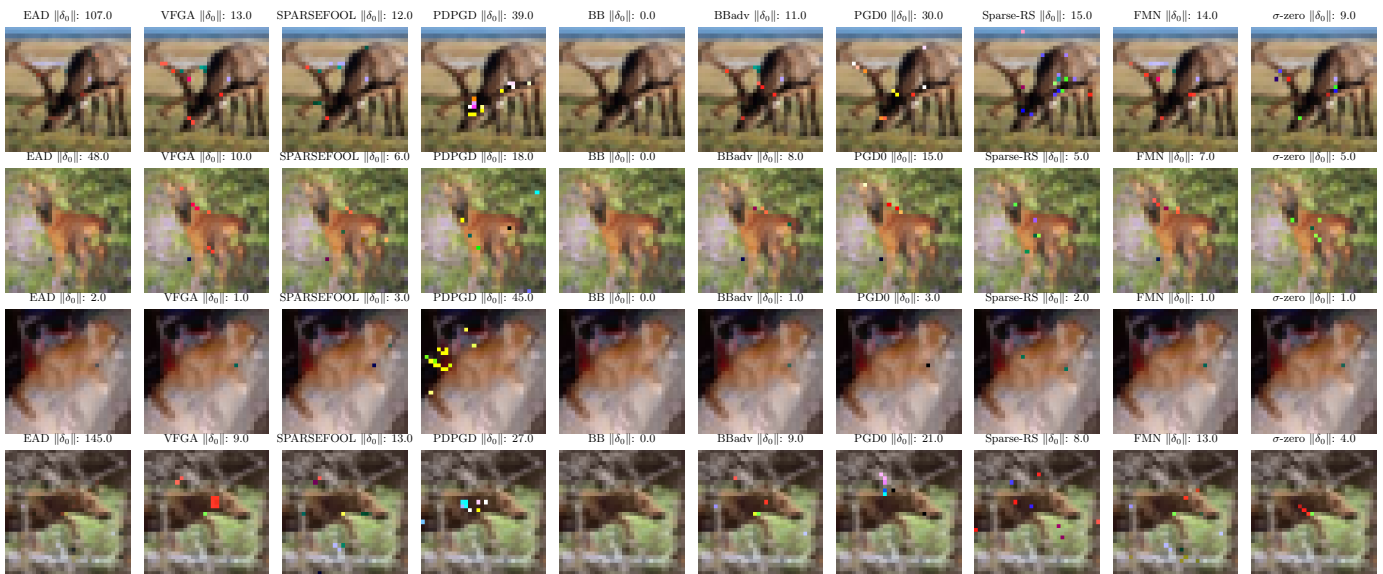 EAD ‖δ₀‖: 107.0 VFGA ‖δ₀‖: 13.0 SPARSEFOOL ‖δ₀‖: 12.0 PDPGD ‖δ₀‖: 39.0 BB ‖δ₀‖: 0.0 BBadv ‖δ₀‖: 11.0 PGD0 ‖δ₀‖: 30.0 Sparse-RS ‖δ₀‖: 15.0 FMN ‖δ₀‖: 14.0 σ-zero ‖δ₀‖: 9.0
EAD ‖δ₀‖: 48.0 VFGA ‖δ₀‖: 10.0 SPARSEFOOL ‖δ₀‖: 6.0 PDPGD ‖δ₀‖: 18.0 BB ‖δ₀‖: 0.0 BBadv ‖δ₀‖: 8.0 PGD0 ‖δ₀‖: 15.0 Sparse-RS ‖δ₀‖: 5.0 FMN ‖δ₀‖: 7.0 σ-zero ‖δ₀‖: 5.0
EAD ‖δ₀‖: 2.0 VFGA ‖δ₀‖: 1.0 SPARSEFOOL ‖δ₀‖: 3.0 PDPGD ‖δ₀‖: 45.0 BB ‖δ₀‖: 0.0 BBadv ‖δ₀‖: 1.0 PGD0 ‖δ₀‖: 3.0 Sparse-RS ‖δ₀‖: 2.0 FMN ‖δ₀‖: 1.0 σ-zero ‖δ₀‖: 1.0
EAD ‖δ₀‖: 145.0 VFGA ‖δ₀‖: 9.0 SPARSEFOOL ‖δ₀‖: 13.0 PDPGD ‖δ₀‖: 27.0 BB ‖δ₀‖: 0.0 BBadv ‖δ₀‖: 9.0 PGD0 ‖δ₀‖: 21.0 Sparse-RS ‖δ₀‖: 8.0 FMN ‖δ₀‖: 13.0 σ-zero ‖δ₀‖: 4.0